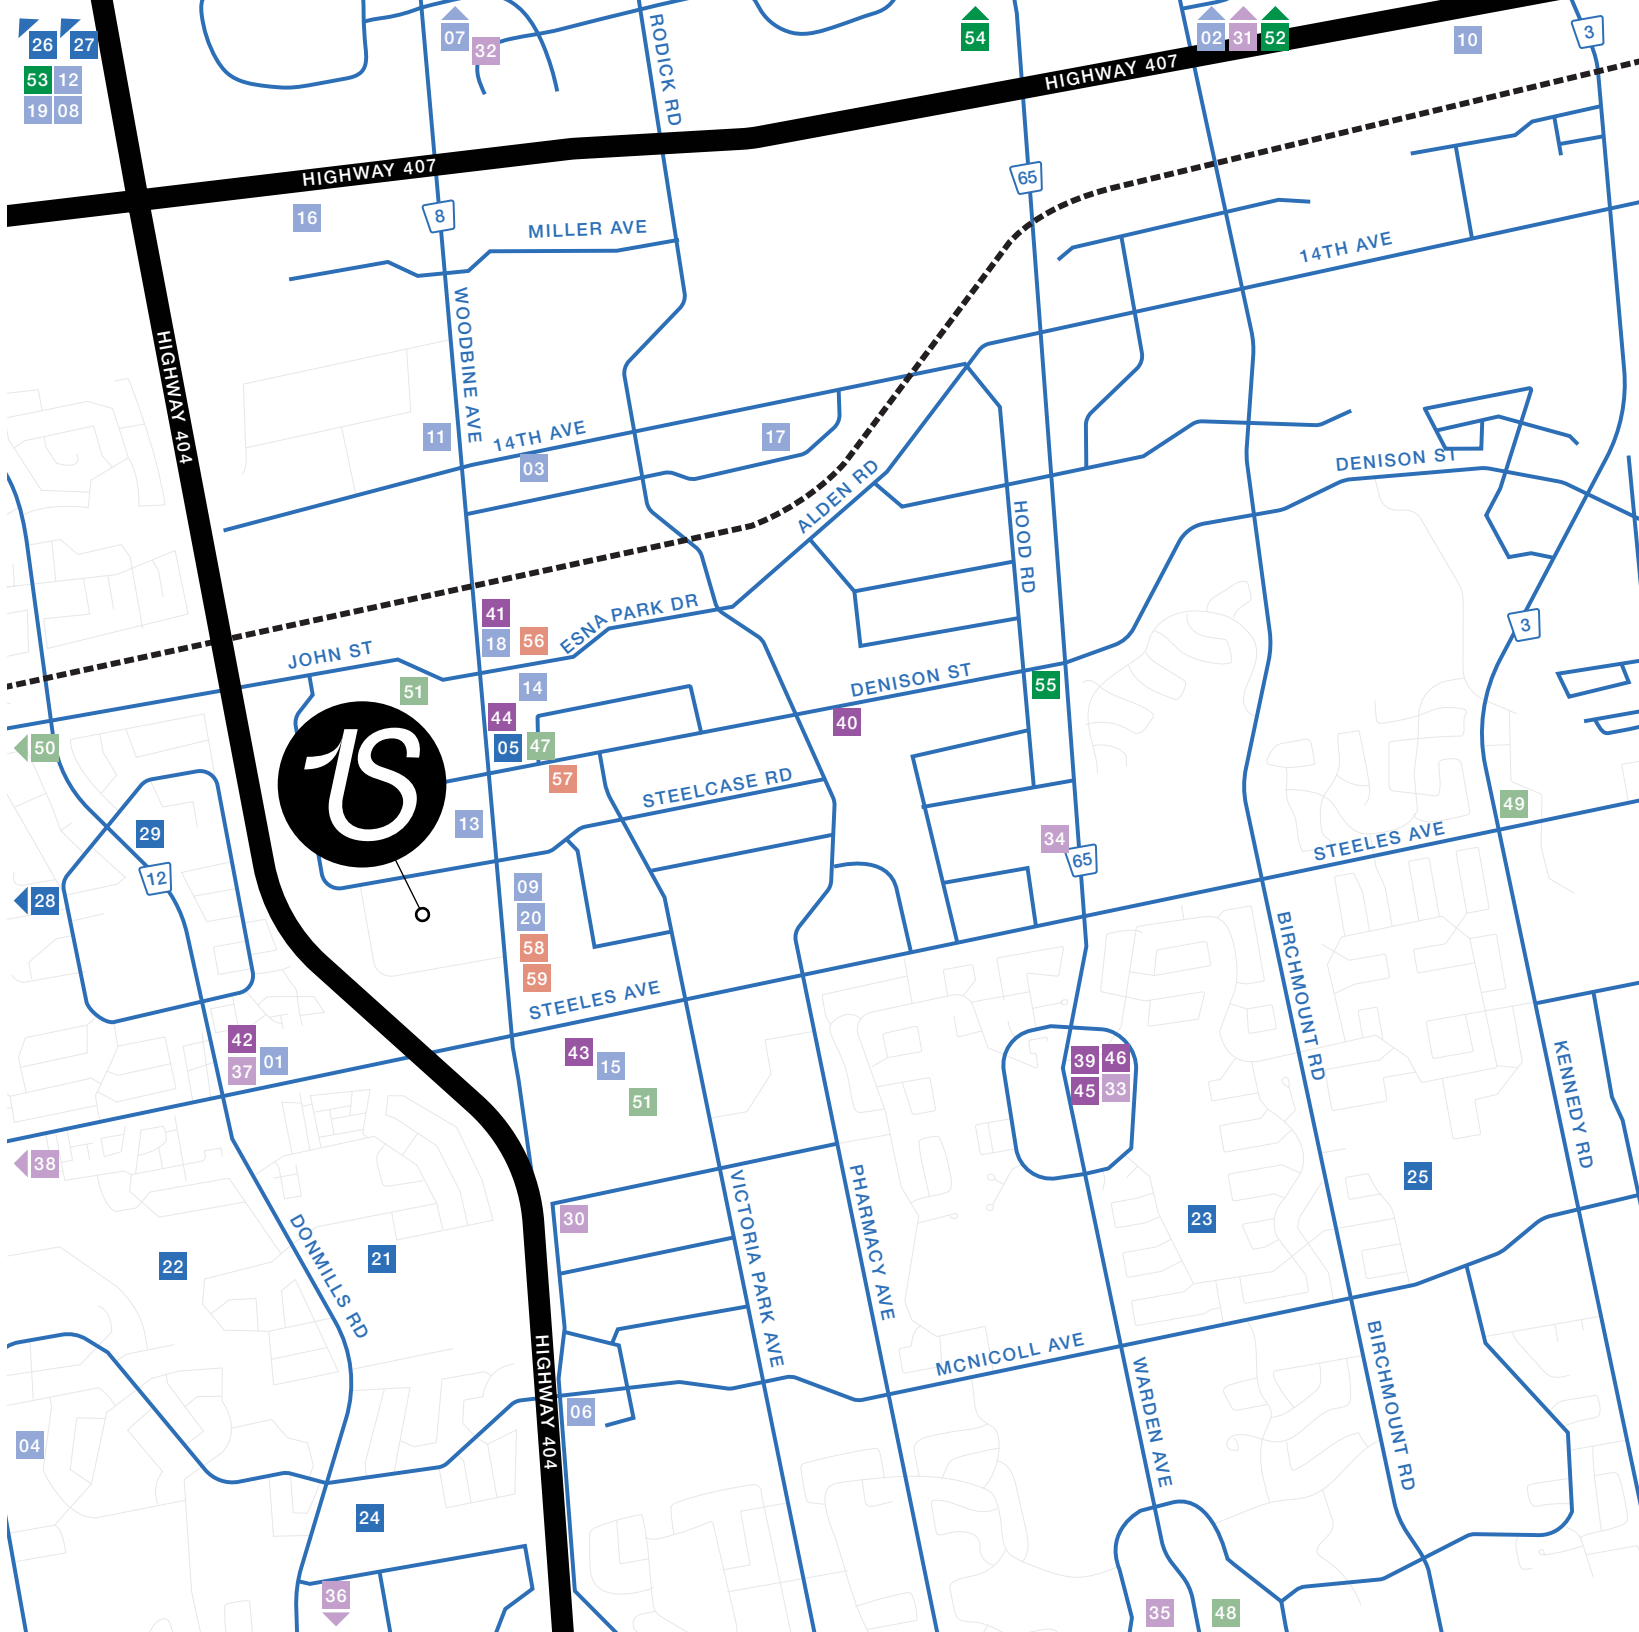 26 27
53 12
19 08
07
32
RODICK RD
54
02 31 52
10
3
HIGHWAY 407
HIGHWAY 407
65
16
8
MILLER AVE
14TH AVE
WOODBINE AVE
HIGHWAY 404
11
14TH AVE
17
03
DENISON ST
ALDEN RD
HOOD RD
41
18 56
ESNA PARK DR
3
JOHN ST
51
14
DENISON ST
55
44
40
05 47
50
1S
57
STEELCASE RD
49
13
29
34
STEELES AVE
65
12
28
09
20
58
59
STEELES AVE
BIRCHMOUNT RD
42
37 01
43
15
39 46
45 33
51
KENNEDY RD
38
25
VICTORIA PARK AVE
PHARMACY AVE
30
23
DONMILLS RD
22
21
HIGHWAY 404
MCNICOLL AVE
BIRCHMOUNT RD
WARDEN AVE
06
04
24
36
35
48